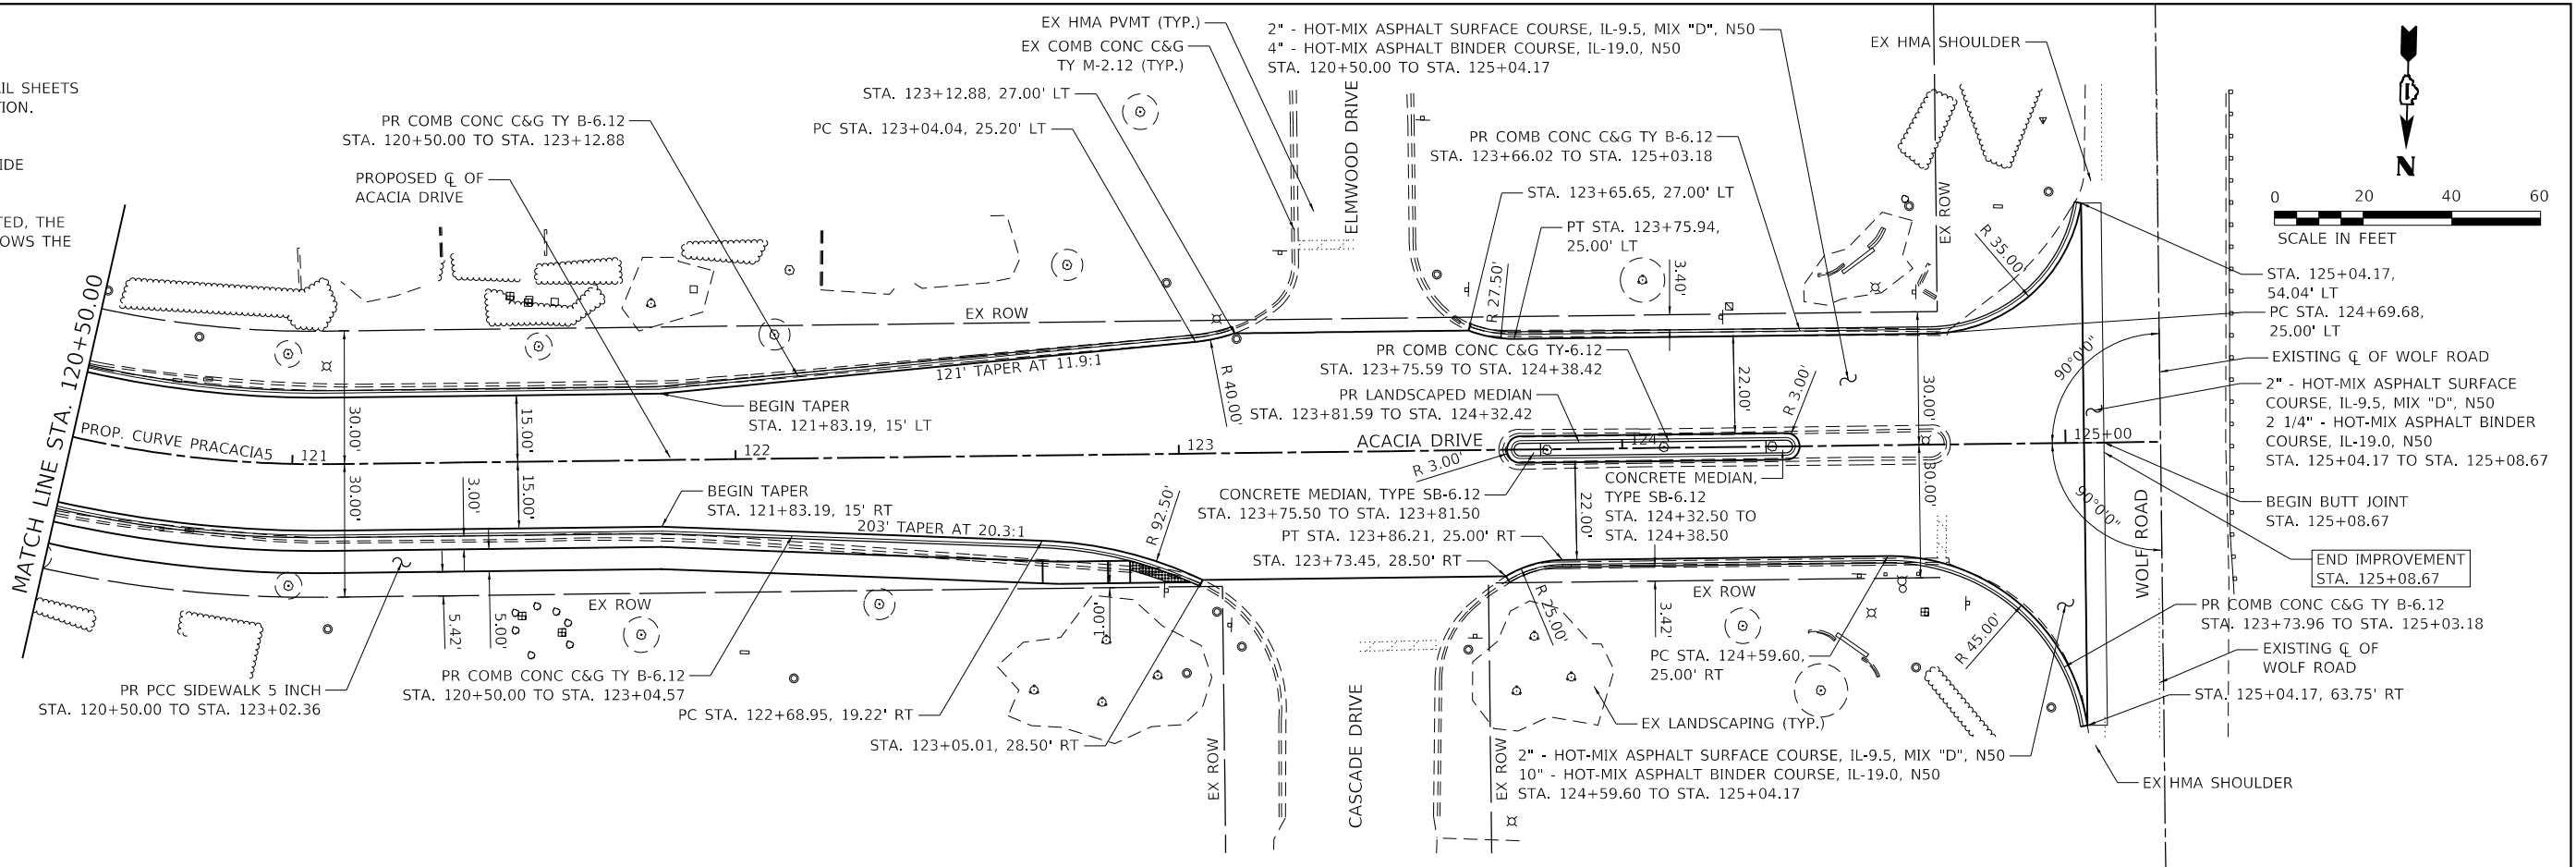 IL SHEETS
TION.
IDE
TED, THE
OWS THE
MATCH LINE STA. 120+50.00
PR COMB CONC C&G TY B-6.12
STA. 120+50.00 TO STA. 123+12.88
PROPOSED ℄ OF
ACACIA DRIVE
EX HMA PVMT (TYP.)
EX COMB CONC C&G
TY M-2.12 (TYP.)
STA. 123+12.88, 27.00' LT
PC STA. 123+04.04, 25.20' LT
2" - HOT-MIX ASPHALT SURFACE COURSE, IL-9.5, MIX "D", N50
4" - HOT-MIX ASPHALT BINDER COURSE, IL-19.0, N50
STA. 120+50.00 TO STA. 125+04.17
ELMWOOD DRIVE
PR COMB CONC C&G TY B-6.12
STA. 123+66.02 TO STA. 125+03.18
STA. 123+65.65, 27.00' LT
PT STA. 123+75.94,
25.00' LT
EX HMA SHOULDER
EX ROW
R 35.00'
N
0 20 40 60
SCALE IN FEET
STA. 125+04.17,
54.04' LT
PC STA. 124+69.68,
25.00' LT
EXISTING ℄ OF WOLF ROAD
2" - HOT-MIX ASPHALT SURFACE
COURSE, IL-9.5, MIX "D", N50
2 1/4" - HOT-MIX ASPHALT BINDER
COURSE, IL-19.0, N50
STA. 125+04.17 TO STA. 125+08.67
BEGIN BUTT JOINT
STA. 125+08.67
END IMPROVEMENT
STA. 125+08.67
PR COMB CONC C&G TY B-6.12
STA. 123+73.96 TO STA. 125+03.18
EXISTING ℄ OF
WOLF ROAD
STA. 125+04.17, 63.75' RT
EX HMA SHOULDER
WOLF ROAD
90°0'0"
90°0'0"
EX ROW
R 27.50'
3.40'
121' TAPER AT 11.9:1
R 40.00'
PR COMB CONC C&G TY-6.12
STA. 123+75.59 TO STA. 124+38.42
PR LANDSCAPED MEDIAN
STA. 123+81.59 TO STA. 124+32.42
22.00'
R 3.00'
30.00'
BEGIN TAPER
STA. 121+83.19, 15' LT
30.00'
15.00'
PROP. CURVE PRACACIA5
121
122
123
ACACIA DRIVE
124
125+00
R 3.00'
30.00'
3.00'
15.00'
BEGIN TAPER
STA. 121+83.19, 15' RT
203' TAPER AT 20.3:1
R 92.50'
CONCRETE MEDIAN, TYPE SB-6.12
STA. 123+75.50 TO STA. 123+81.50
22.00'
CONCRETE MEDIAN,
TYPE SB-6.12
STA. 124+32.50 TO
STA. 124+38.50
30.00'
PT STA. 123+86.21, 25.00' RT
STA. 123+73.45, 28.50' RT
EX ROW
EX ROW
5.42'
5.00'
1.00'
R 25.00'
3.42'
R 45.00'
PR PCC SIDEWALK 5 INCH
STA. 120+50.00 TO STA. 123+02.36
PR COMB CONC C&G TY B-6.12
STA. 120+50.00 TO STA. 123+04.57
PC STA. 122+68.95, 19.22' RT
STA. 123+05.01, 28.50' RT
PC STA. 124+59.60,
25.00' RT
EX LANDSCAPING (TYP.)
EX ROW
CASCADE DRIVE
EX ROW
2" - HOT-MIX ASPHALT SURFACE COURSE, IL-9.5, MIX "D", N50
10" - HOT-MIX ASPHALT BINDER COURSE, IL-19.0, N50
STA. 124+59.60 TO STA. 125+04.17